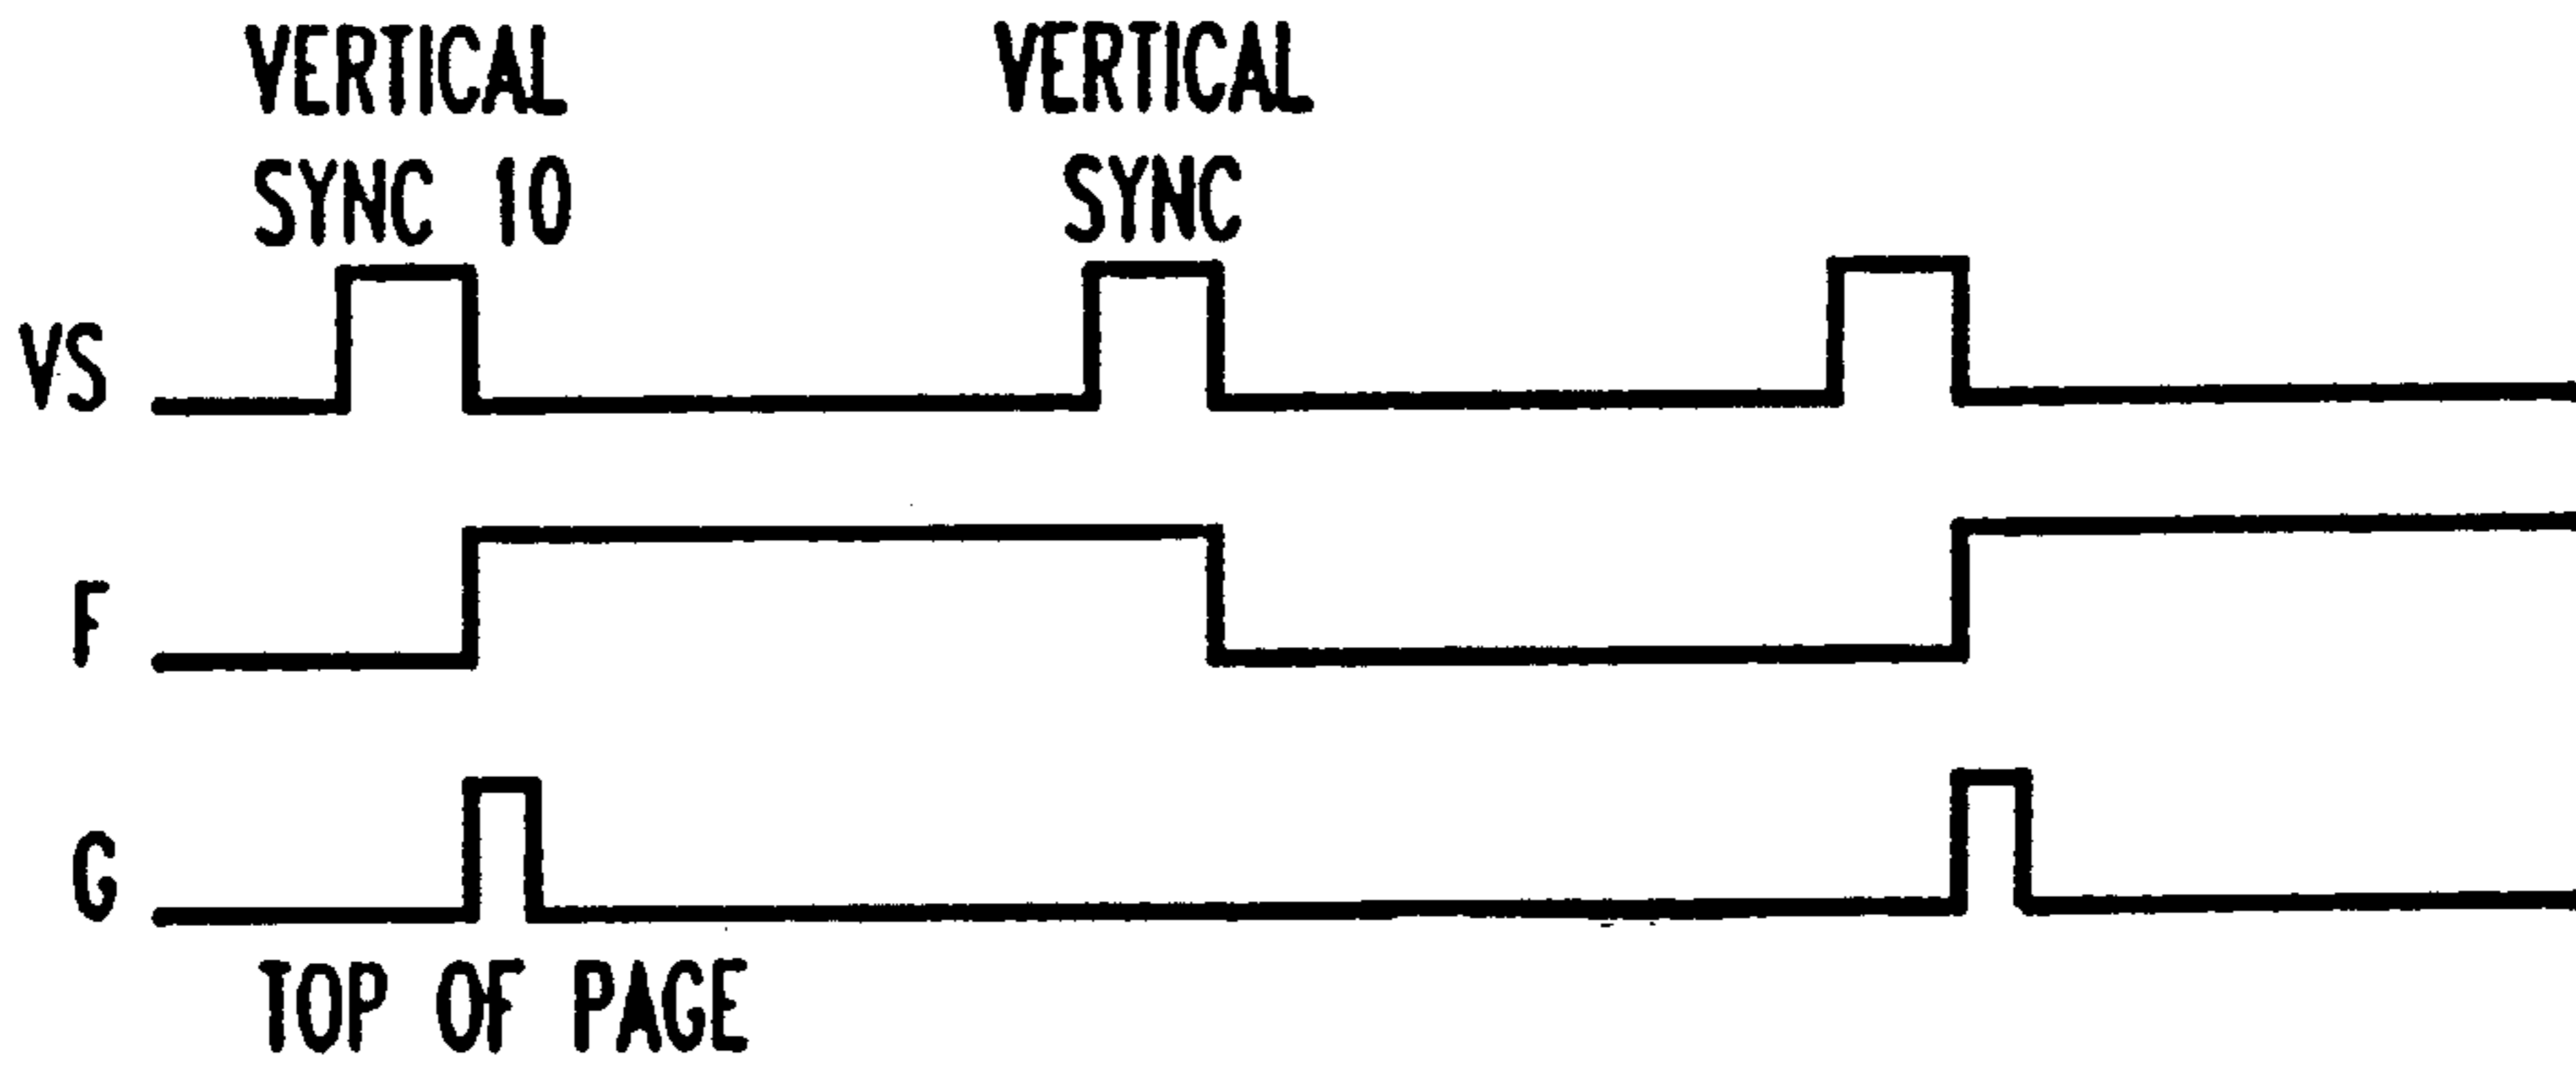 VERTICAL
SYNC 10
VERTICAL
SYNC
VS
F
G
TOP OF PAGE